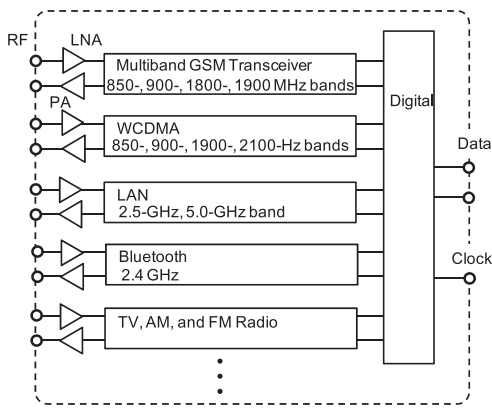 RF
LNA
Multiband GSM Transceiver
850-, 900-, 1800-, 1900 MHz bands
PA
WCDMA
850-, 900-, 1900-, 2100-Hz bands
LAN
2.5-GHz, 5.0-GHz band
Bluetooth
2.4 GHz
TV, AM, and FM Radio
Digital
Data
Clock